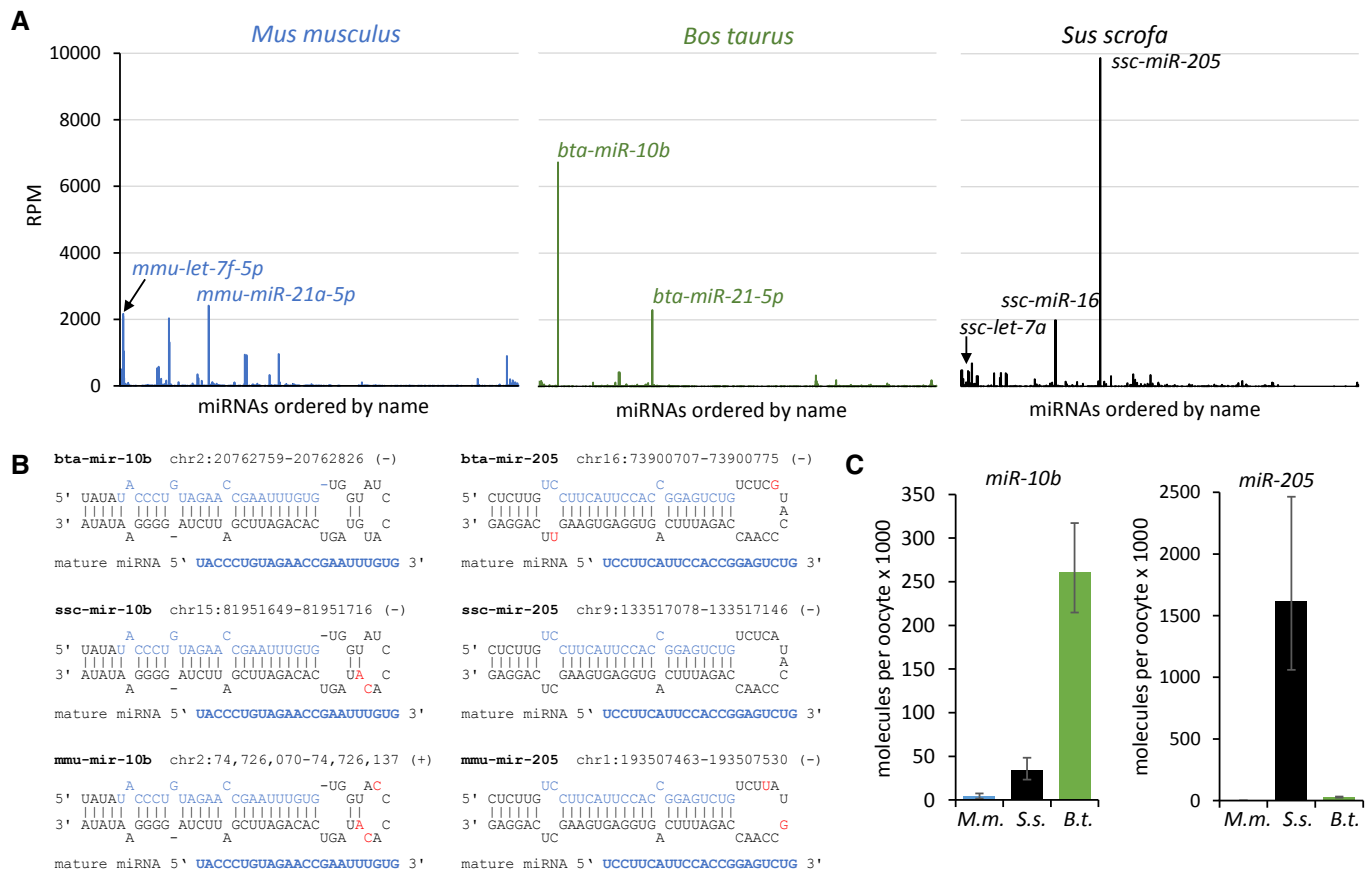 A
Mus musculus
Bos taurus
Sus scrofa
10000
8000
6000
4000
2000
0
RPM
mmu-let-7f-5p
mmu-miR-21a-5p
bta-miR-10b
bta-miR-21-5p
ssc-miR-205
ssc-miR-16
ssc-let-7a
miRNAs ordered by name
miRNAs ordered by name
miRNAs ordered by name
B
bta-mir-10b chr2:20762759-20762826 (-)
A G C -UG AU
5' UAUAU CCCU UAGAA CGAAUUUGUG GU C
3' AUAUA GGGG AUCUU GCUUAGACAC UG C
A - A UGA UA
mature miRNA 5' UACCCUGUAGAACCGAAUUUGUG 3'
ssc-mir-10b chr15:81951649-81951716 (-)
A G C -UG AU
5' UAUAU CCCU UAGAA CGAAUUUGUG GU C
3' AUAUA GGGG AUCUU GCUUAGACAC UA C
A - A UGA CA
mature miRNA 5' UACCCUGUAGAACCGAAUUUGUG 3'
mmu-mir-10b chr2:74,726,070-74,726,137 (+)
A G C -UG AC
5' UAUAU CCCU UAGAA CGAAUUUGUG GU C
3' AUAUA GGGG AUCUU GCUUAGACAC UA C
A - A UGA CA
mature miRNA 5' UACCCUGUAGAACCGAAUUUGUG 3'
bta-mir-205 chr16:73900707-73900775 (-)
UC C UCUCG
5' CUCUUG CUUCAUUCCAC GGAGUCUG U
A
3' GAGGAC GAAGUGAGGUG CUUUAGAC C
UU A CAACC
mature miRNA 5' UCCUUCAUUCCACCGGAGUCUG 3'
ssc-mir-205 chr9:133517078-133517146 (-)
UC C UCUCA
5' CUCUUG CUUCAUUCCAC GGAGUCUG U
A
3' GAGGAC GAAGUGAGGUG CUUUAGAC C
UC A CAACC
mature miRNA 5' UCCUUCAUUCCACCGGAGUCUG 3'
mmu-mir-205 chr1:193507463-193507530 (-)
UC C UCUUA
5' CUCUUG CUUCAUUCCAC GGAGUCUG U
3' GAGGAC GAAGUGAGGUG CUUUAGAC G
UC A CAACC
mature miRNA 5' UCCUUCAUUCCACCGGAGUCUG 3'
C
miR-10b
molecules per oocyte x 1000
350
300
250
200
150
100
50
0
M.m. S.s. B.t.
miR-205
molecules per oocyte x 1000
2500
2000
1500
1000
500
0
M.m. S.s. B.t.